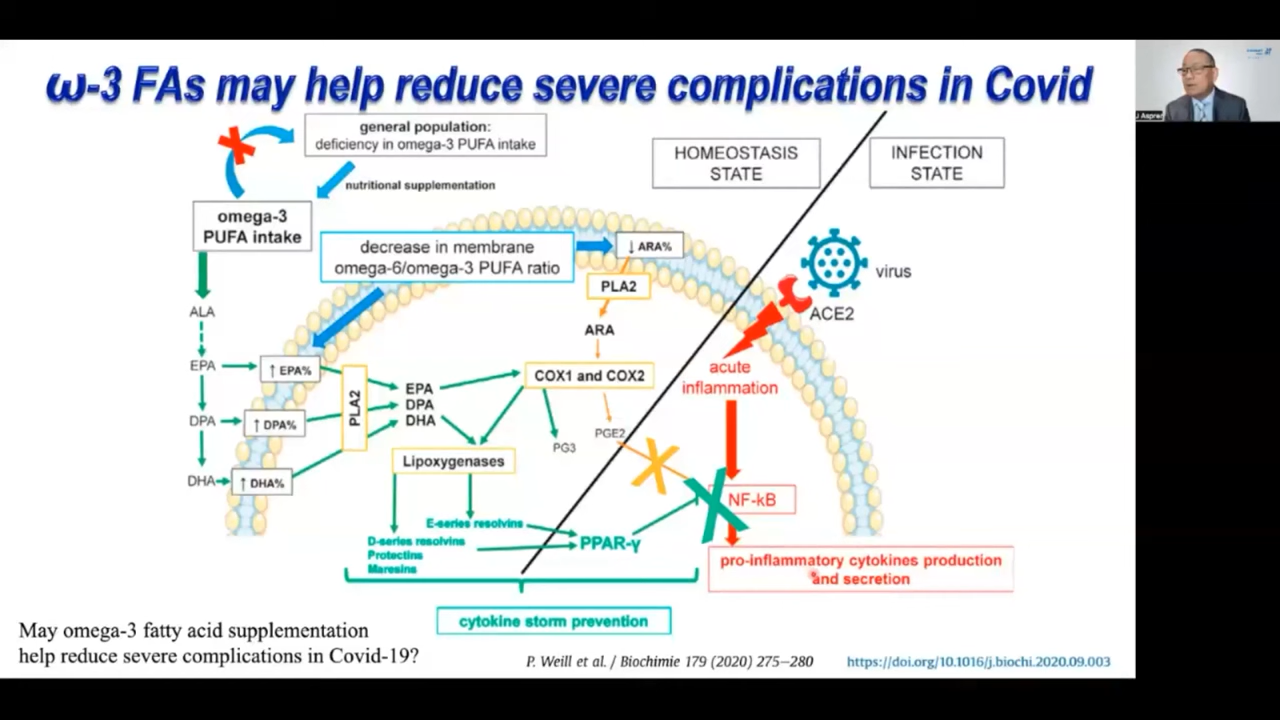 ω-3 FAs may help reduce severe complications in Covid
general population:
deficiency in omega-3 PUFA intake
nutritional supplementation
omega-3
PUFA intake
HOMEOSTASIS
STATE
INFECTION
STATE
decrease in membrane
omega-6/omega-3 PUFA ratio
↓ ARA%
PLA2
ARA
virus
ACE2
ALA
EPA
↑ EPA%
DPA
↑ DPA%
DHA
↑ DHA%
PLA2
EPA
DPA
DHA
COX1 and COX2
PG3
PGE2
Lipoxygenases
acute
inflammation
NF-kB
E-series resolvins
D-series resolvins
Protectins
Maresins
PPAR-γ
pro-inflammatory cytokines production
and secretion
cytokine storm prevention
May omega-3 fatty acid supplementation
help reduce severe complications in Covid-19?
P. Weill et al. / Biochimie 179 (2020) 275–280
https://doi.org/10.1016/j.biochi.2020.09.003